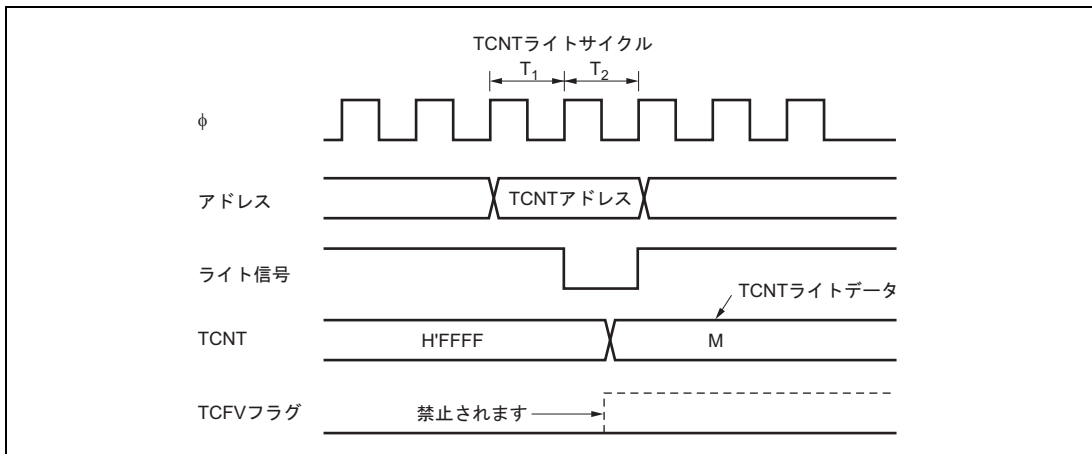 TCNTライトサイクル
T1 T2
φ
アドレス TCNTアドレス
ライト信号
TCNTライトデータ
TCNT H'FFFF M
TCFVフラグ 禁止されます